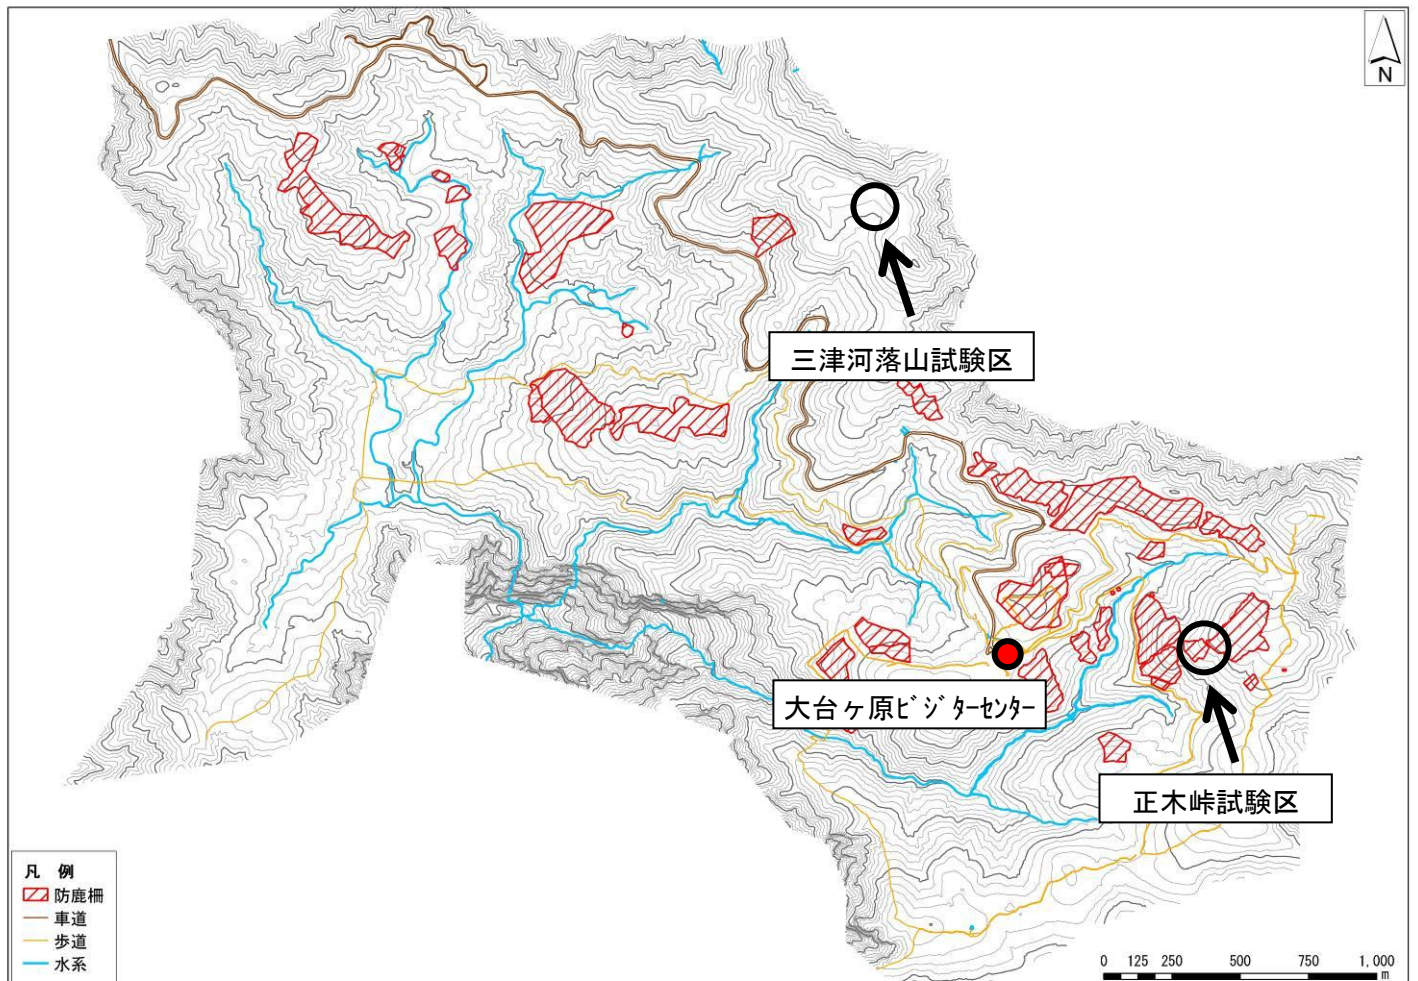 N
三津河落山試験区
大台ヶ原ビジターセンター
正木峠試験区
凡 例
防鹿柵
車道
歩道
水系
0 125 250 500 750 1,000
m